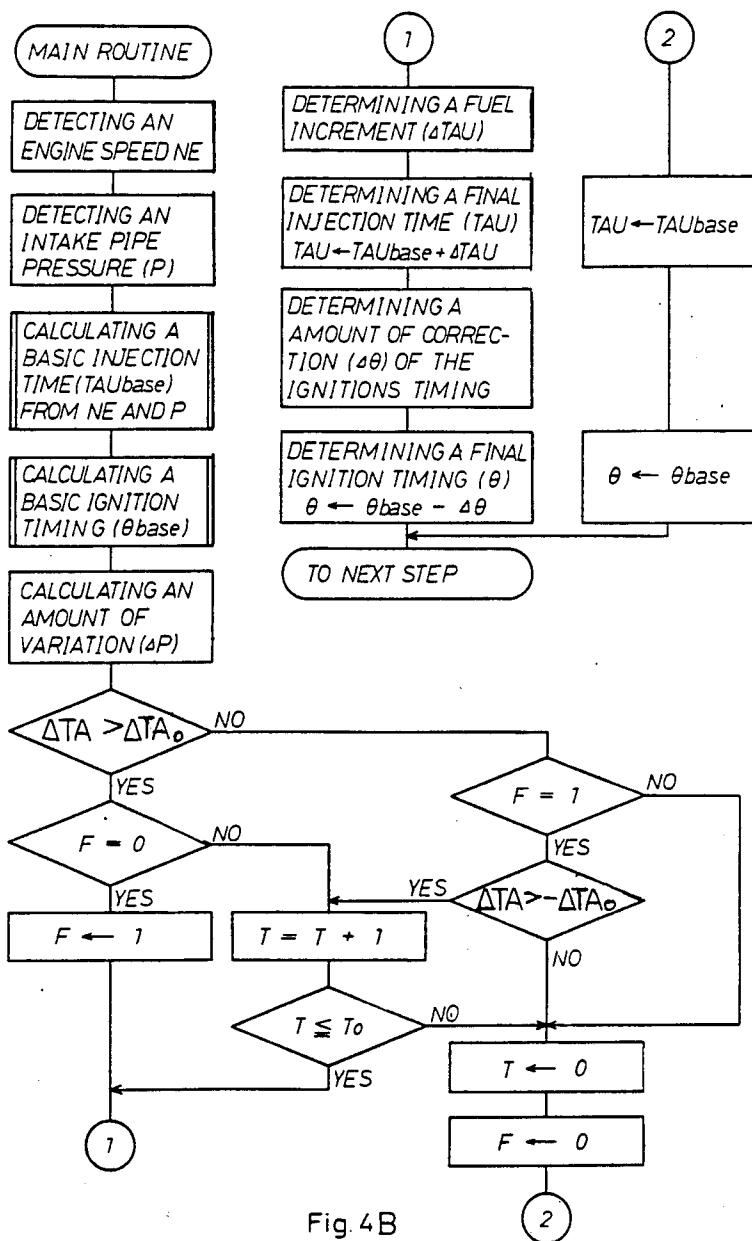 MAIN ROUTINE
DETECTING AN
ENGINE SPEED NE
DETECTING AN
INTAKE PIPE
PRESSURE (P)
CALCULATING A
BASIC INJECTION
TIME (TAUbase)
FROM NE AND P
CALCULATING A
BASIC IGNITION
TIMING (θbase)
CALCULATING AN
AMOUNT OF
VARIATION (ΔP)
ΔTA > ΔTA₀
NO
YES
F = 0
NO
YES
F ← 1
1
T = T + 1
T ≦ To
NO
YES
F = 1
NO
YES
ΔTA > -ΔTA₀
YES
NO
T ← 0
F ← 0
2
1
DETERMINING A FUEL
INCREMENT (ΔTAU)
DETERMINING A FINAL
INJECTION TIME (TAU)
TAU ← TAUbase + ΔTAU
DETERMINING A
AMOUNT OF CORREC-
TION (Δθ) OF THE
IGNITIONS TIMING
DETERMINING A FINAL
IGNITION TIMING (θ)
θ ← θbase - Δθ
TO NEXT STEP
2
TAU ← TAUbase
θ ← θbase
Fig. 4B